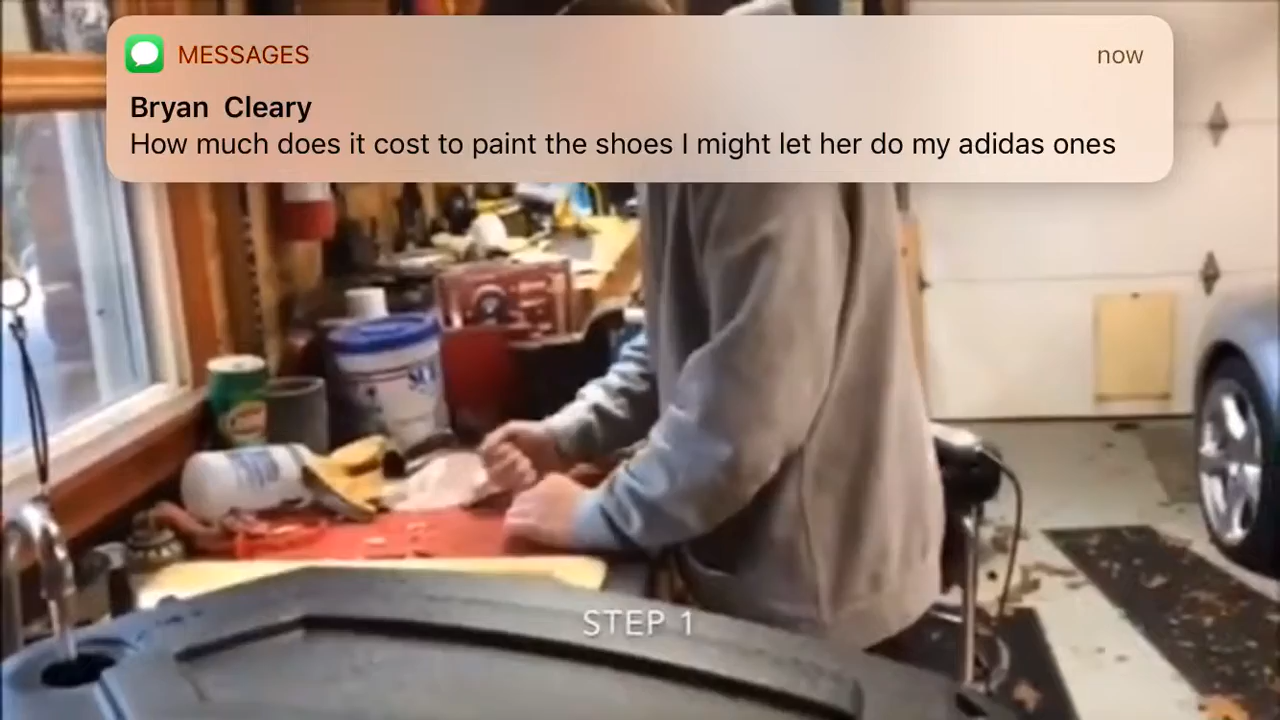 MESSAGES
now
Bryan Cleary
How much does it cost to paint the shoes I might let her do my adidas ones
STEP 1